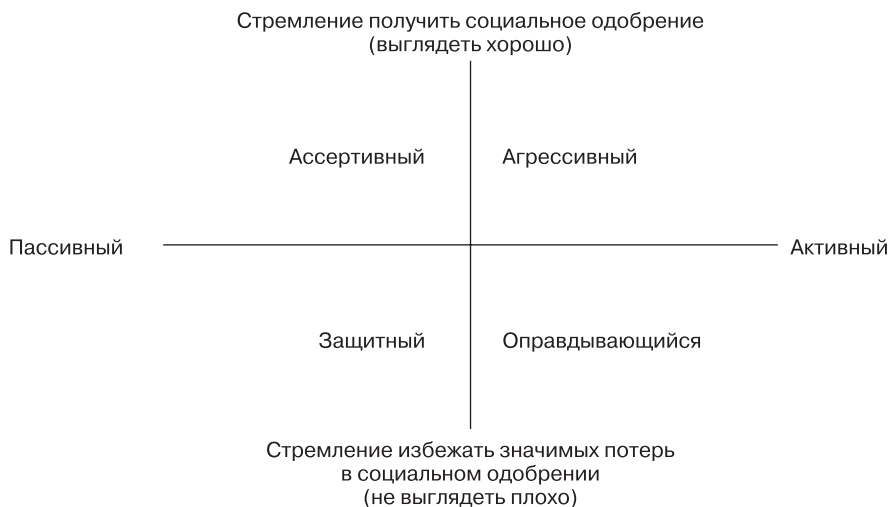 Стремление получить социальное одобрение
(выглядеть хорошо)
Ассертивный
Агрессивный
Пассивный
Активный
Защитный
Оправдывающийся
Стремление избежать значимых потерь
в социальном одобрении
(не выглядеть плохо)